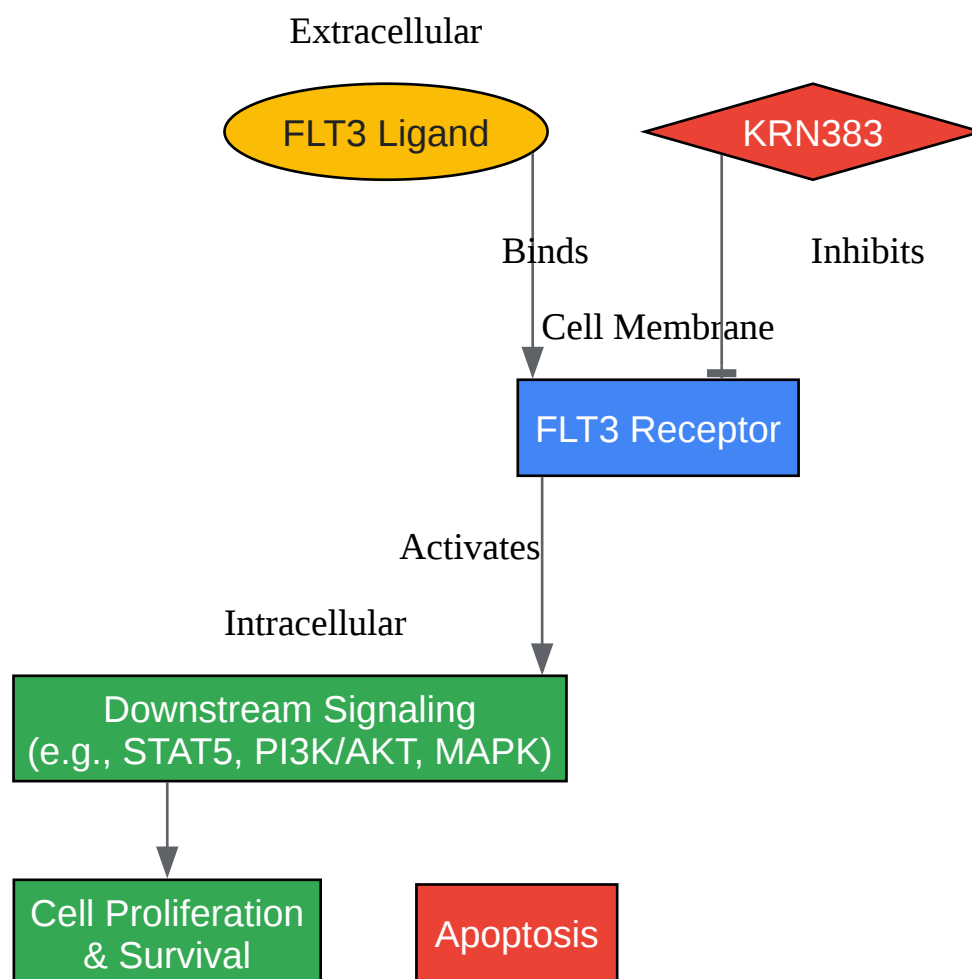 Extracellular
FLT3 Ligand
KRN383
Binds
Inhibits
Cell Membrane
FLT3 Receptor
Activates
Intracellular
Downstream Signaling
(e.g., STAT5, PI3K/AKT, MAPK)
Cell Proliferation
& Survival
Apoptosis